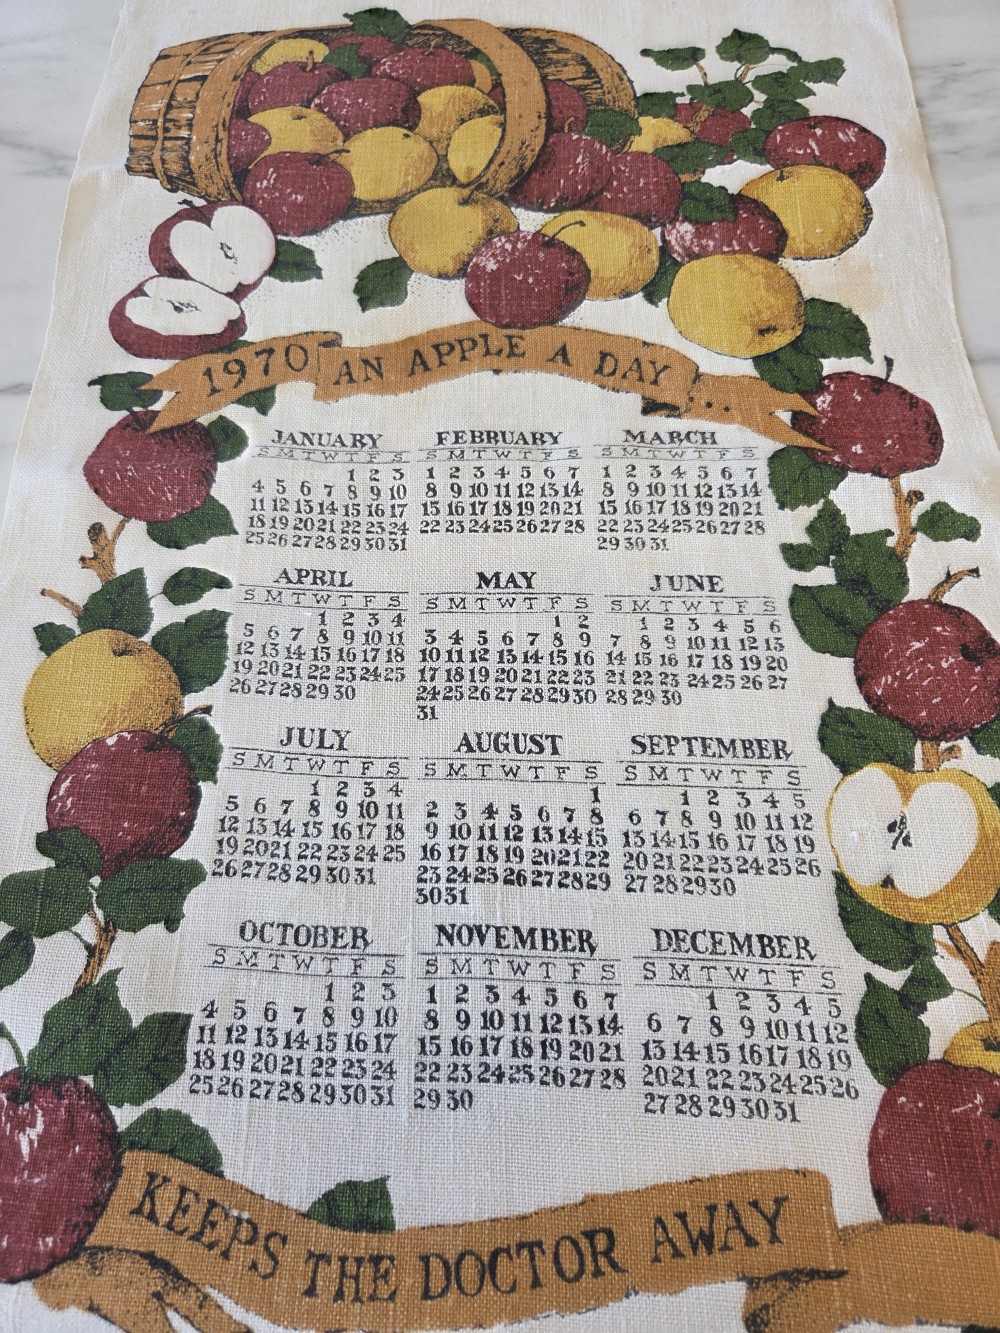 1970 AN APPLE A DAY...
JANUARY
S M T W T F S
1 2 3
4 5 6 7 8 9 10
11 12 13 14 15 16 17
18 19 20 21 22 23 24
25 26 27 28 29 30 31
FEBRUARY
S M T W T F S
1 2 3 4 5 6 7
8 9 10 11 12 13 14
15 16 17 18 19 20 21
22 23 24 25 26 27 28
MARCH
S M T W T F S
1 2 3 4 5 6 7
8 9 10 11 12 13 14
15 16 17 18 19 20 21
22 23 24 25 26 27 28
29 30 31
APRIL
S M T W T F S
1 2 3 4
5 6 7 8 9 10 11
12 13 14 15 16 17 18
19 20 21 22 23 24 25
26 27 28 29 30
MAY
S M T W T F S
1 2
3 4 5 6 7 8 9
10 11 12 13 14 15 16
17 18 19 20 21 22 23
24 25 26 27 28 29 30
31
JUNE
S M T W T F S
1 2 3 4 5 6
7 8 9 10 11 12 13
14 15 16 17 18 19 20
21 22 23 24 25 26 27
28 29 30
JULY
S M T W T F S
1 2 3 4
5 6 7 8 9 10 11
12 13 14 15 16 17 18
19 20 21 22 23 24 25
26 27 28 29 30 31
AUGUST
S M T W T F S
1
2 3 4 5 6 7 8
9 10 11 12 13 14 15
16 17 18 19 20 21 22
23 24 25 26 27 28 29
30 31
SEPTEMBER
S M T W T F S
1 2 3 4 5
6 7 8 9 10 11 12
13 14 15 16 17 18 19
20 21 22 23 24 25 26
27 28 29 30
OCTOBER
S M T W T F S
1 2 3
4 5 6 7 8 9 10
11 12 13 14 15 16 17
18 19 20 21 22 23 24
25 26 27 28 29 30 31
NOVEMBER
S M T W T F S
1 2 3 4 5 6 7
8 9 10 11 12 13 14
15 16 17 18 19 20 21
22 23 24 25 26 27 28
29 30
DECEMBER
S M T W T F S
1 2 3 4 5
6 7 8 9 10 11 12
13 14 15 16 17 18 19
20 21 22 23 24 25 26
27 28 29 30 31
KEEPS THE DOCTOR AWAY